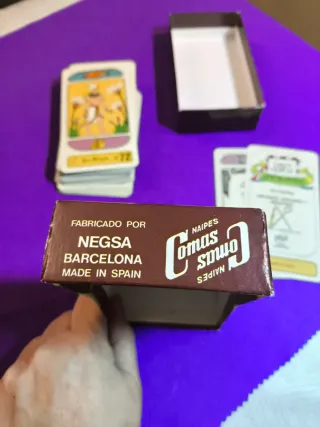 FABRICADO POR
NEGSA
BARCELONA
MADE IN SPAIN
NAIPES
Comas
Comas
NAIPES